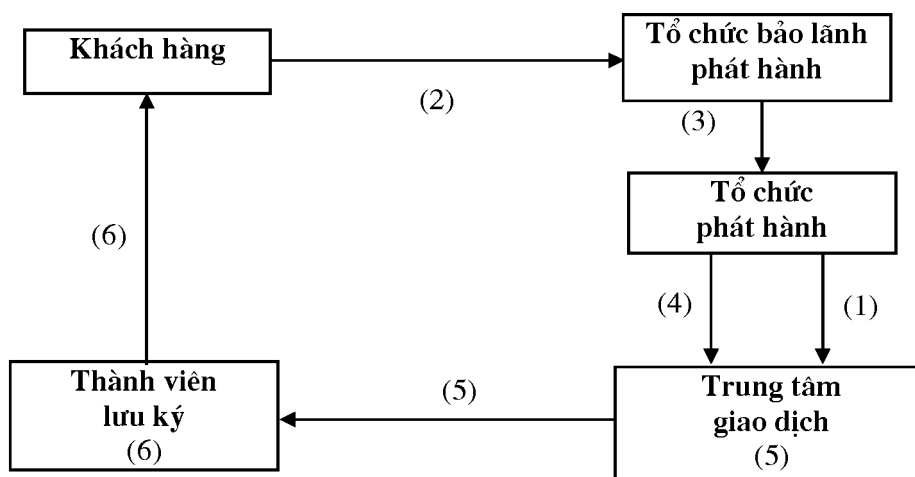 Khách hàng
(2)
Tổ chức bảo lãnh
phát hành
(3)
Tổ chức
phát hành
(6)
(4)
(1)
Thành viên
lưu ký
(6)
(5)
Trung tâm
giao dịch
(5)